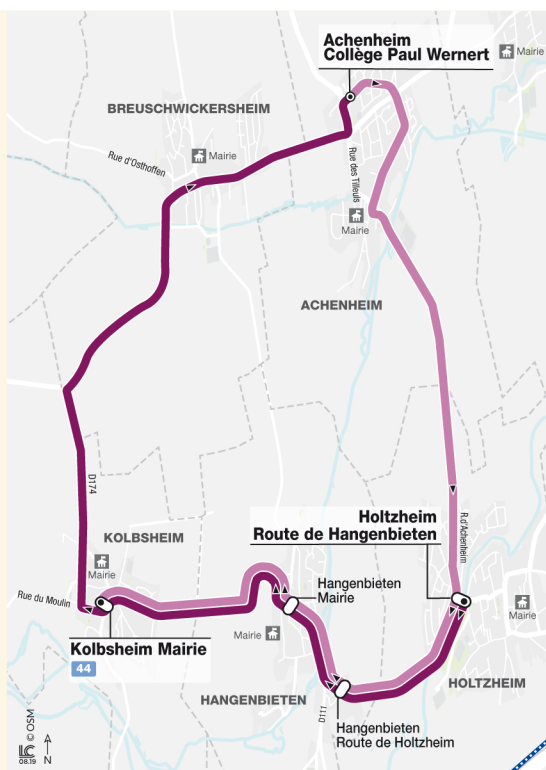 Achenheim
Collège Paul Wernert
Mairie
BREUSCHWICKERSHEIM
Rue d'Osthoffen
Mairie
Rue des Tilleuls
Mairie
ACHENHEIM
D174
Holtzheim
Route de Hangenbieten
R.d'Achenheim
KOLBSHEIM
Mairie
Hangenbieten
Mairie
Rue du Moulin
Mairie
Kolbsheim Mairie
44
Mairie
HANGENBIETEN
D111
HOLTZHEIM
Hangenbieten
Route de Holtzheim
© OSM
LC
08.19
N